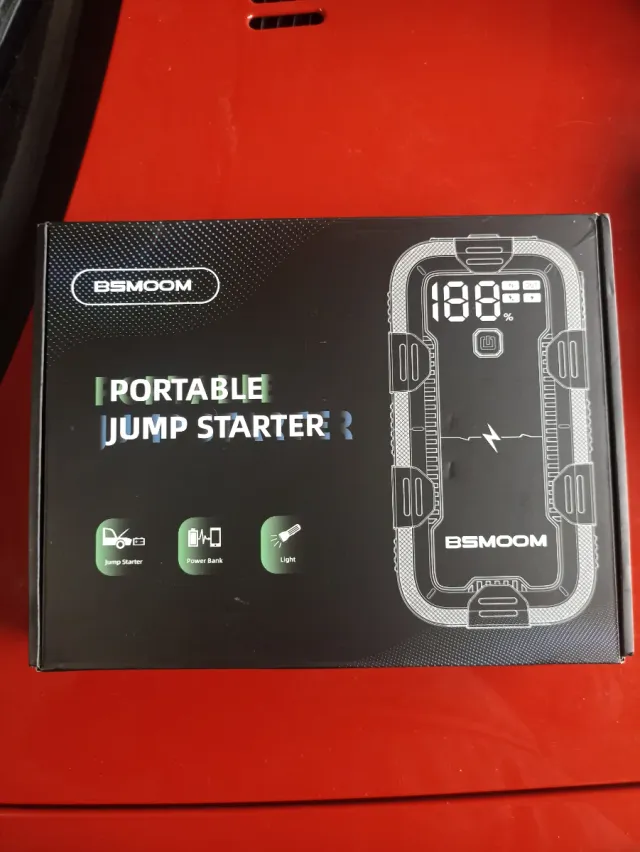 BSMOOM
PORTABLE
JUMP STARTER
Jump Starter
Power Bank
Light
188
%
BSMOOM